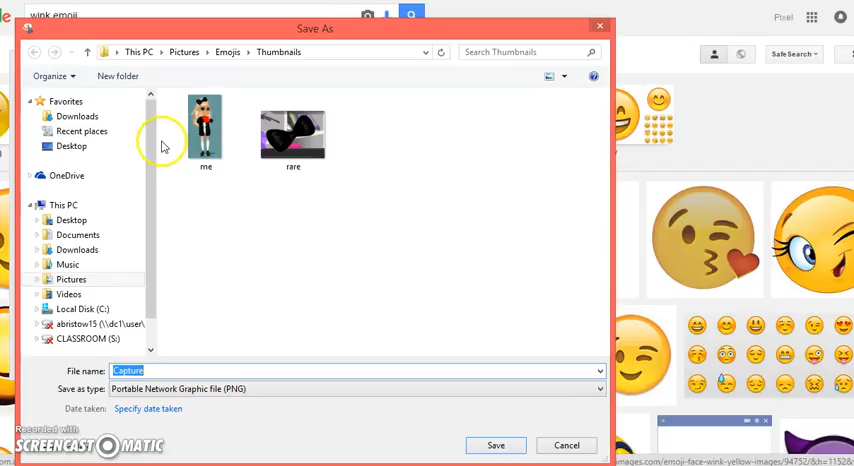 wink emoji
Pixel
SafeSearch
Save As
This PC
Pictures
Emojis
Thumbnails
Search Thumbnails
Organize
New folder
Favorites
Downloads
Recent places
Desktop
OneDrive
This PC
Desktop
Documents
Downloads
Music
Pictures
Videos
Local Disk (C:)
abristow15 (\\dc1\user\
CLASSROOM (S:)
me
rare
File name:
Capture
Save as type:
Portable Network Graphic file (PNG)
Date taken:
Specify date taken
Save
Cancel
Recorded with
SCREENCAST MATIC
images.com/emoji-face-wink-yellow-images/94752/&h=1152&